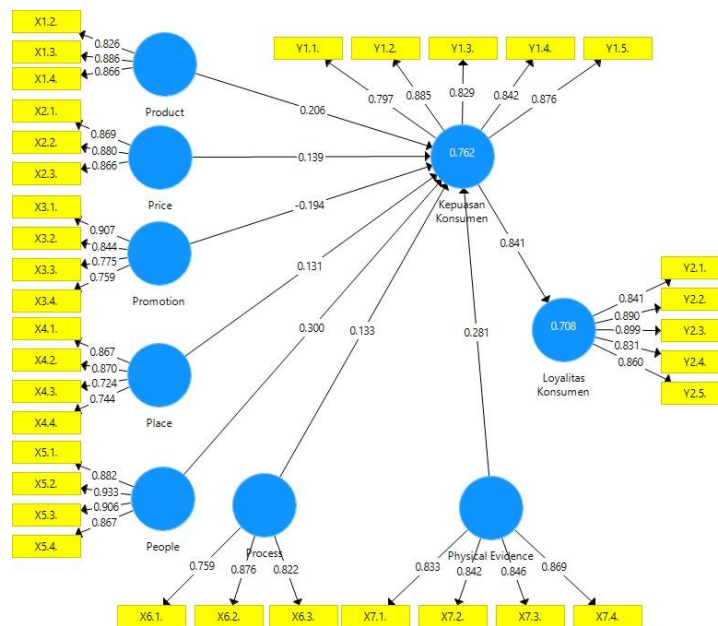 X1.2.
X1.3.
X1.4.
0.826
0.886
0.866
Product
X2.1.
X2.2.
X2.3.
0.869
0.880
0.866
Price
X3.1.
X3.2.
X3.3.
X3.4.
0.907
0.844
0.775
0.759
Promotion
X4.1.
X4.2.
X4.3.
X4.4.
0.867
0.870
0.724
0.744
Place
X5.1.
X5.2.
X5.3.
X5.4.
0.882
0.933
0.906
0.867
People
Process
0.759
0.876
0.822
X6.1.
X6.2.
X6.3.
Physical Evidence
0.833
0.842
0.846
0.869
X7.1.
X7.2.
X7.3.
X7.4.
0.206
0.139
-0.194
0.131
0.300
0.133
0.281
Y1.1.
Y1.2.
Y1.3.
Y1.4.
Y1.5.
0.797
0.885
0.829
0.842
0.876
0.762
Kepuasan
Konsumen
0.841
0.708
Loyalitas
Konsumen
0.841
0.890
0.899
0.831
0.860
Y2.1.
Y2.2.
Y2.3.
Y2.4.
Y2.5.